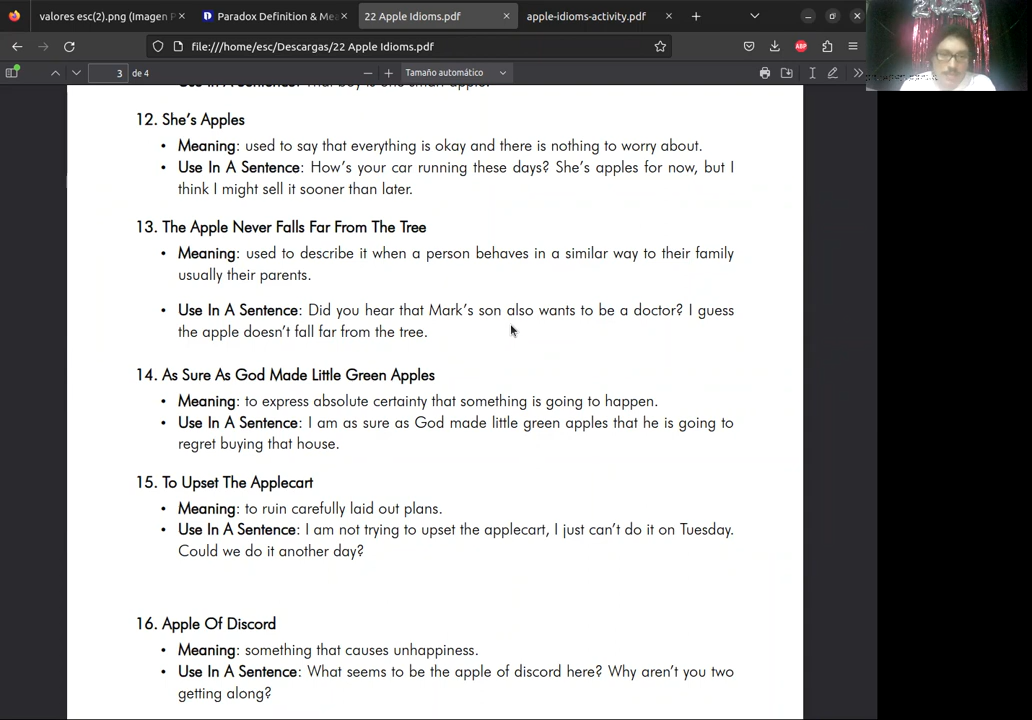 valores esc(2).png (Imagen P
Paradox Definition & Mea
22 Apple Idioms.pdf
apple-idioms-activity.pdf
file:///home/esc/Descargas/22 Apple Idioms.pdf
ABP
3 de 4
Tamaño automático
Use In A Sentence: That boy is one smart apple.
12. She's Apples
• Meaning: used to say that everything is okay and there is nothing to worry about.
• Use In A Sentence: How's your car running these days? She's apples for now, but I
think I might sell it sooner than later.
13. The Apple Never Falls Far From The Tree
• Meaning: used to describe it when a person behaves in a similar way to their family
usually their parents.
• Use In A Sentence: Did you hear that Mark's son also wants to be a doctor? I guess
the apple doesn't fall far from the tree.
14. As Sure As God Made Little Green Apples
• Meaning: to express absolute certainty that something is going to happen.
• Use In A Sentence: I am as sure as God made little green apples that he is going to
regret buying that house.
15. To Upset The Applecart
• Meaning: to ruin carefully laid out plans.
• Use In A Sentence: I am not trying to upset the applecart, I just can't do it on Tuesday.
Could we do it another day?
16. Apple Of Discord
• Meaning: something that causes unhappiness.
• Use In A Sentence: What seems to be the apple of discord here? Why aren't you two
getting along?